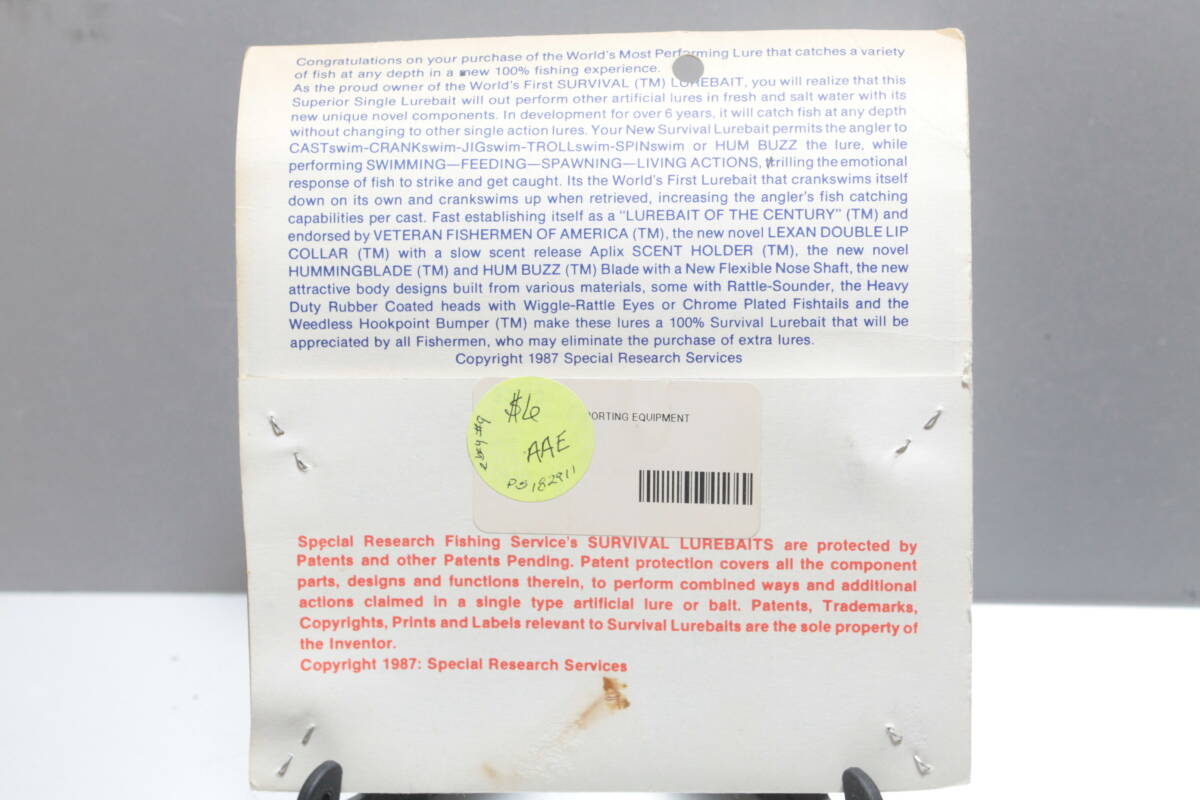 Congratulations on your purchase of the World's Most Performing Lure that catches a variety
of fish at any depth in a new 100% fishing experience.
As the proud owner of the World's First SURVIVAL (TM) LUREBAIT, you will realize that this
Superior Single Lurebait will out perform other artificial lures in fresh and salt water with its
new unique novel components. In development for over 6 years, it will catch fish at any depth
without changing to other single action lures. Your New Survival Lurebait permits the angler to
CASTswim-CRANKswim-JIGswim-TROLLswim-SPINswim or HUM BUZZ the lure, while
performing SWIMMING—FEEDING—SPAWNING—LIVING ACTIONS, trilling the emotional
response of fish to strike and get caught. Its the World's First Lurebait that crankswims itself
down on its own and crankswims up when retrieved, increasing the angler's fish catching
capabilities per cast. Fast establishing itself as a "LUREBAIT OF THE CENTURY" (TM) and
endorsed by VETERAN FISHERMEN OF AMERICA (TM), the new novel LEXAN DOUBLE LIP
COLLAR (TM) with a slow scent release Aplix SCENT HOLDER (TM), the new novel
HUMMINGBLADE (TM) and HUM BUZZ (TM) Blade with a New Flexible Nose Shaft, the new
attractive body designs built from various materials, some with Rattle-Sounder, the Heavy
Duty Rubber Coated heads with Wiggle-Rattle Eyes or Chrome Plated Fishtails and the
Weedless Hookpoint Bumper (TM) make these lures a 100% Survival Lurebait that will be
appreciated by all Fishermen, who may eliminate the purchase of extra lures.
Copyright 1987 Special Research Services
$6
AAE
PS182911
ORTING EQUIPMENT
Special Research Fishing Service's SURVIVAL LUREBAITS are protected by
Patents and other Patents Pending. Patent protection covers all the component
parts, designs and functions therein, to perform combined ways and additional
actions claimed in a single type artificial lure or bait. Patents, Trademarks,
Copyrights, Prints and Labels relevant to Survival Lurebaits are the sole property of
the Inventor.
Copyright 1987: Special Research Services